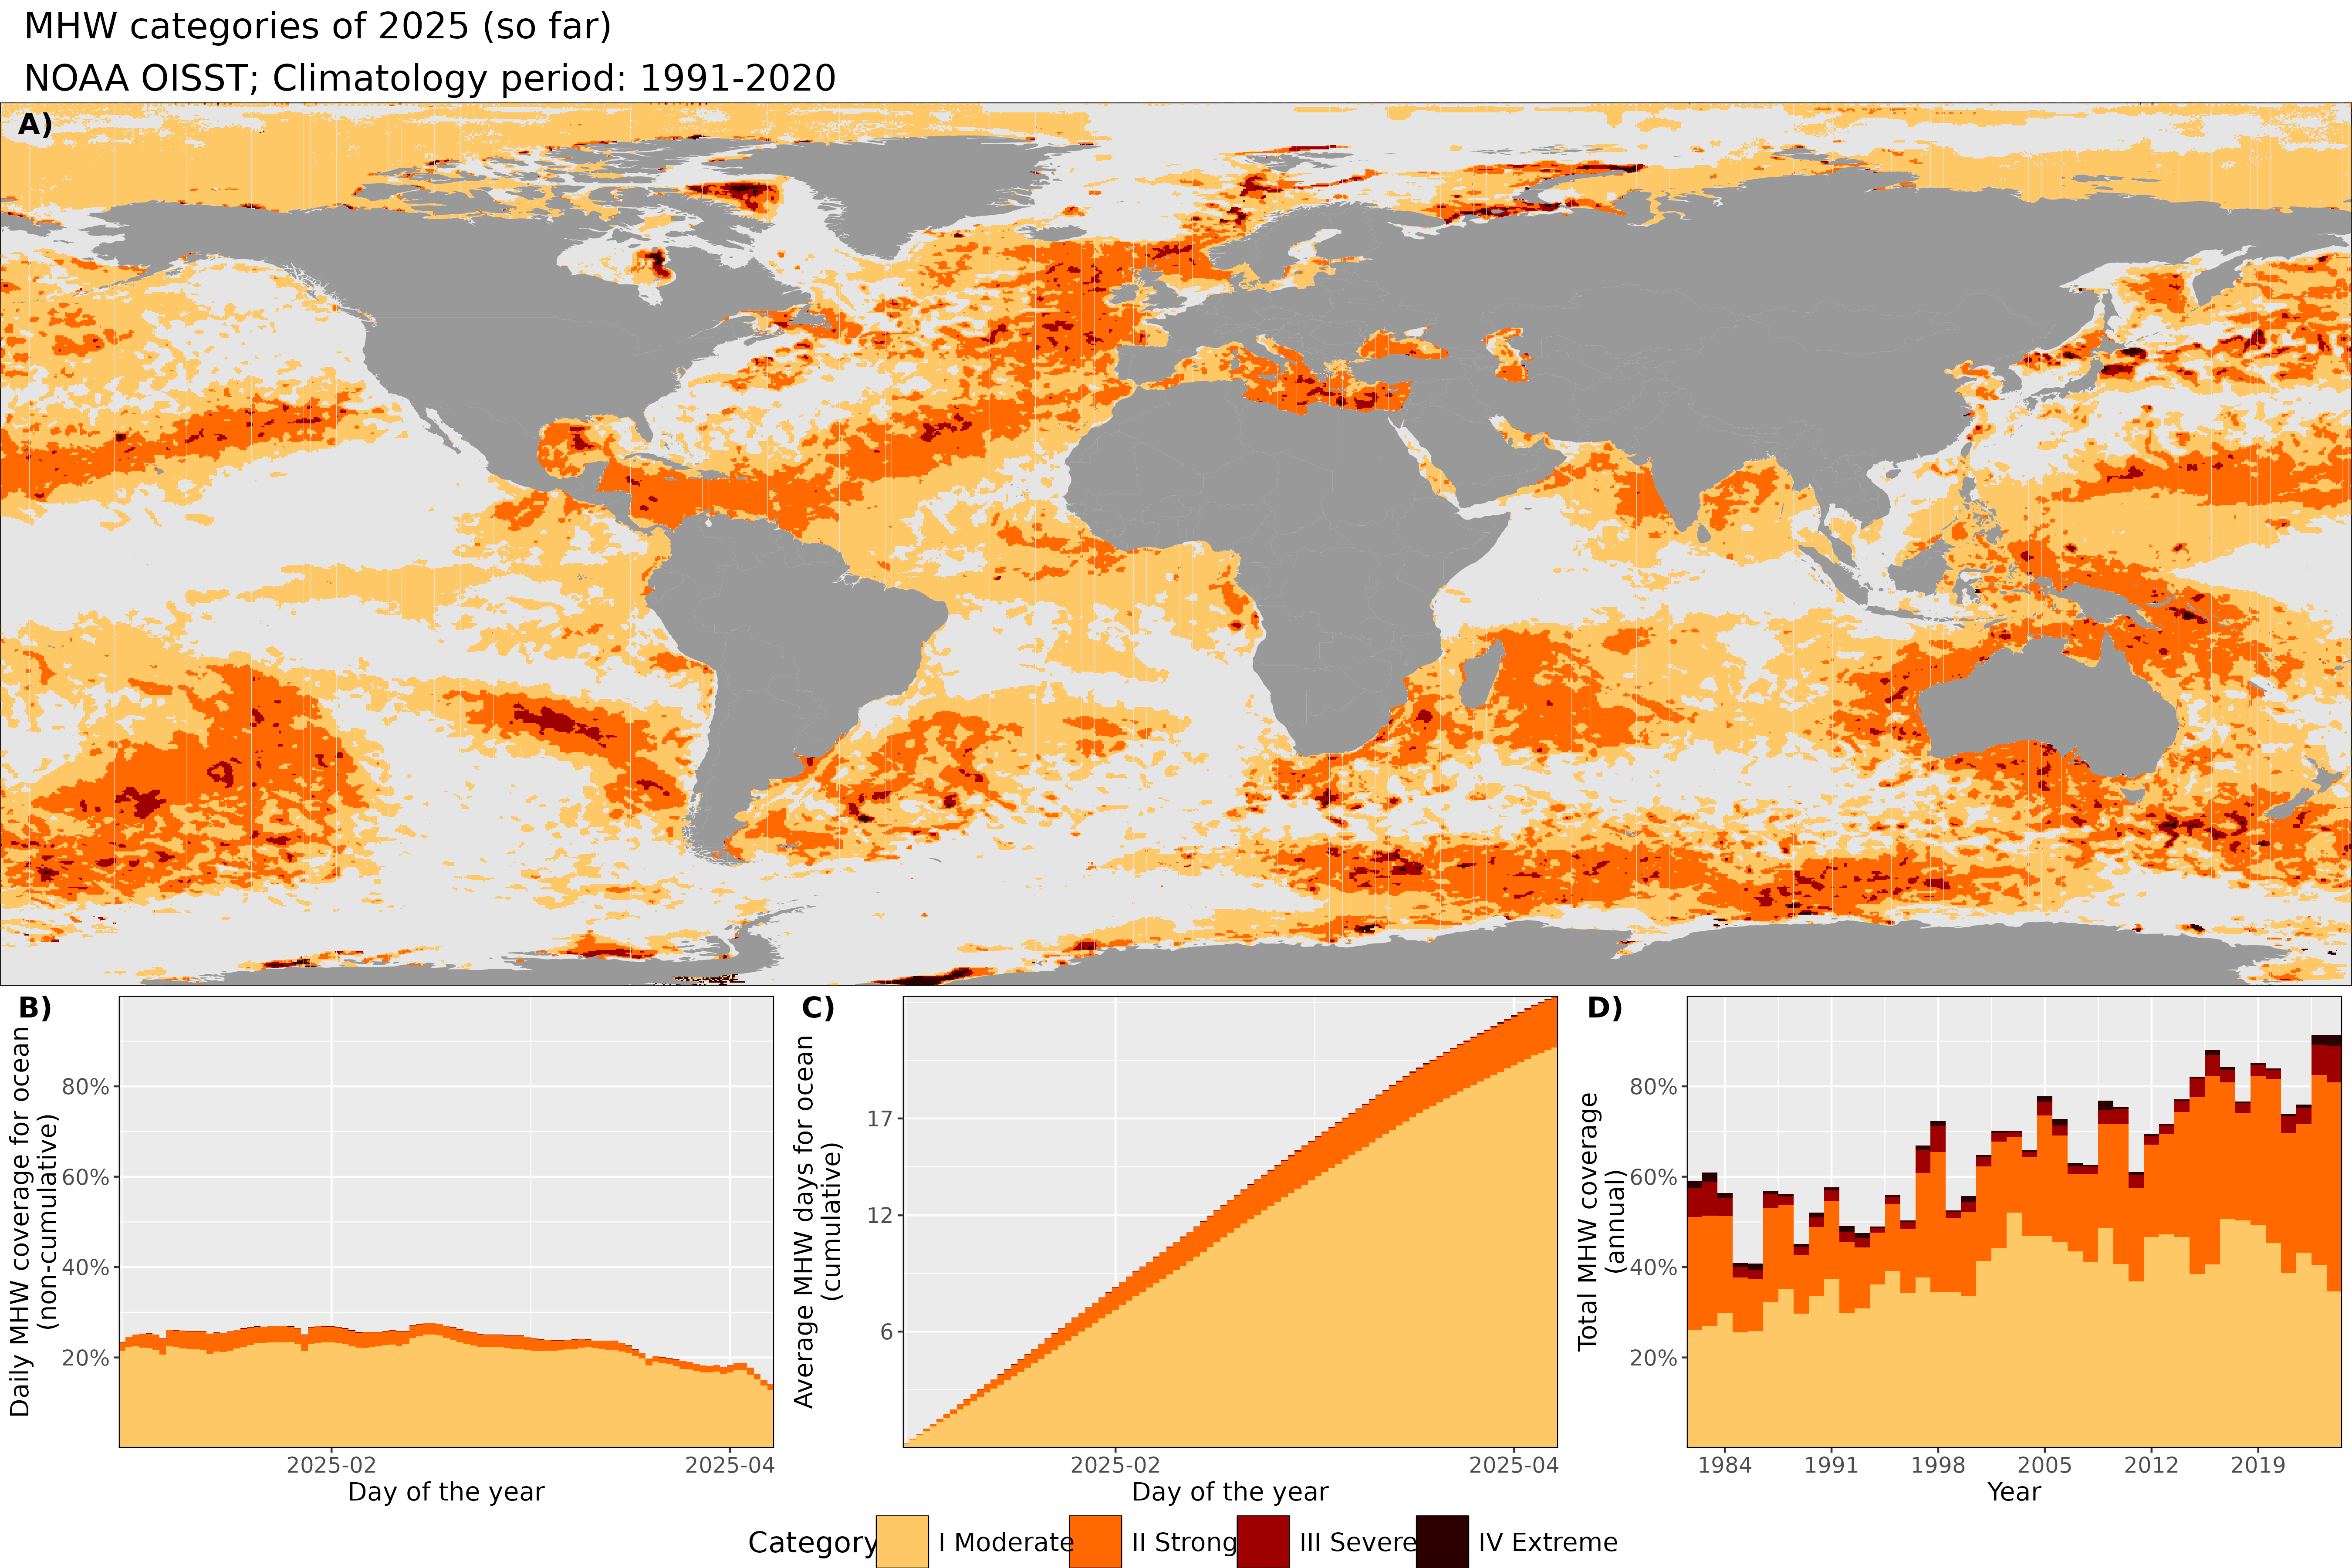 MHW categories of 2025 (so far)
NOAA OISST; Climatology period: 1991-2020
A)
B)
Daily MHW coverage for ocean
(non-cumulative)
80%
60%
40%
20%
2025-02
2025-04
Day of the year
C)
Average MHW days for ocean
(cumulative)
17
12
6
2025-02
2025-04
Day of the year
D)
Total MHW coverage
(annual)
80%
60%
40%
20%
1984
1991
1998
2005
2012
2019
Year
Category
I Moderate
II Strong
III Severe
IV Extreme